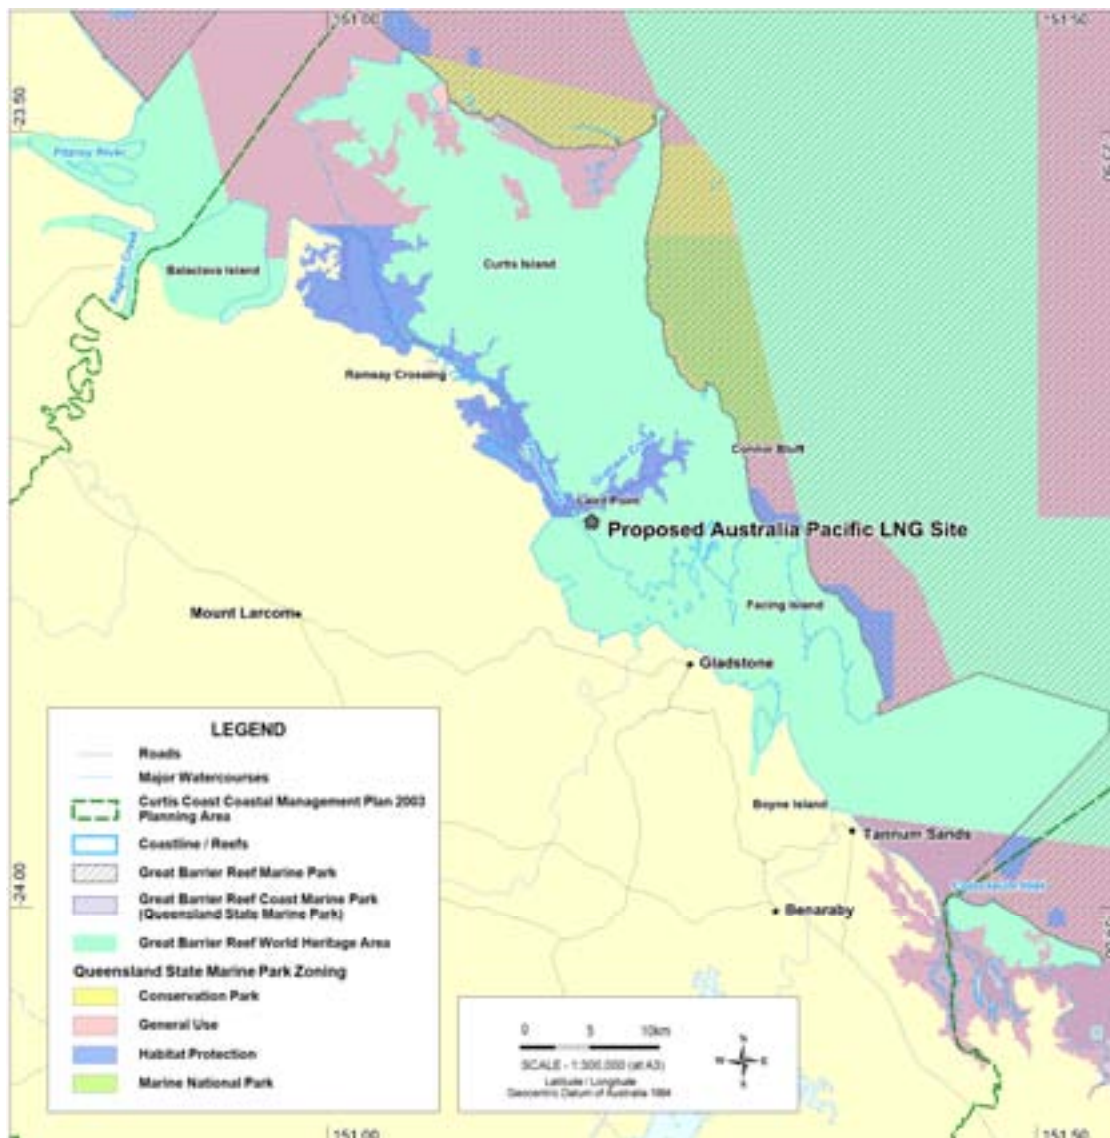 151.00
151.50
23.50
Fitzroy River
Raglan Creek
Balaclava Island
Curtis Island
Ramsay Crossing
Connor Bluff
Laird Point
Proposed Australia Pacific LNG Site
Mount Larcom
Facing Island
Gladstone
Boyne Island
Tannum Sands
Benaraby
-24.00
LEGEND
Roads
Major Watercourses
Curtis Coast Coastal Management Plan 2003
Planning Area
Coastline / Reefs
Great Barrier Reef Marine Park
Great Barrier Reef Coast Marine Park
(Queensland State Marine Park)
Great Barrier Reef World Heritage Area
Queensland State Marine Park Zoning
Conservation Park
General Use
Habitat Protection
Marine National Park
0 5 10km
SCALE - 1:300,000 (at A3)
Latitude / Longitude
Geocentric Datum of Australia 1994
N
W E
S
151.00
151.50